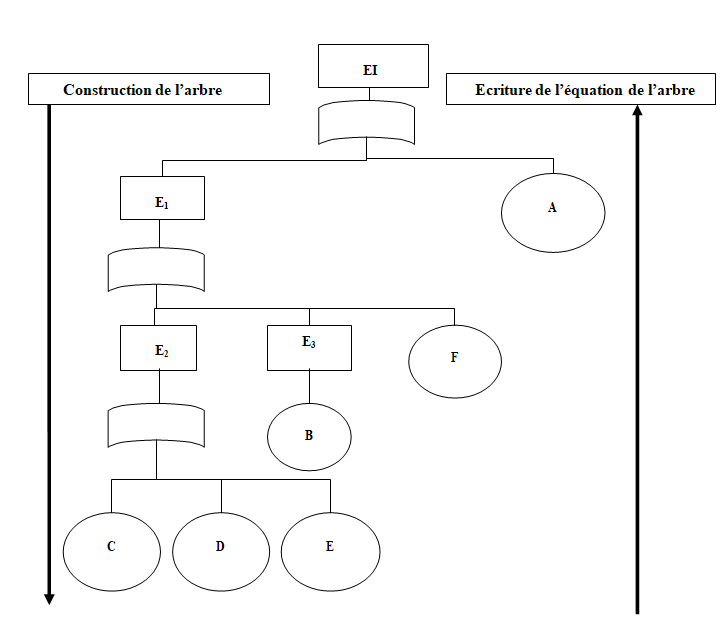 EI
Construction de l’arbre
Ecriture de l’équation de l’arbre
E₁
A
E₂
E₃
F
B
C
D
E